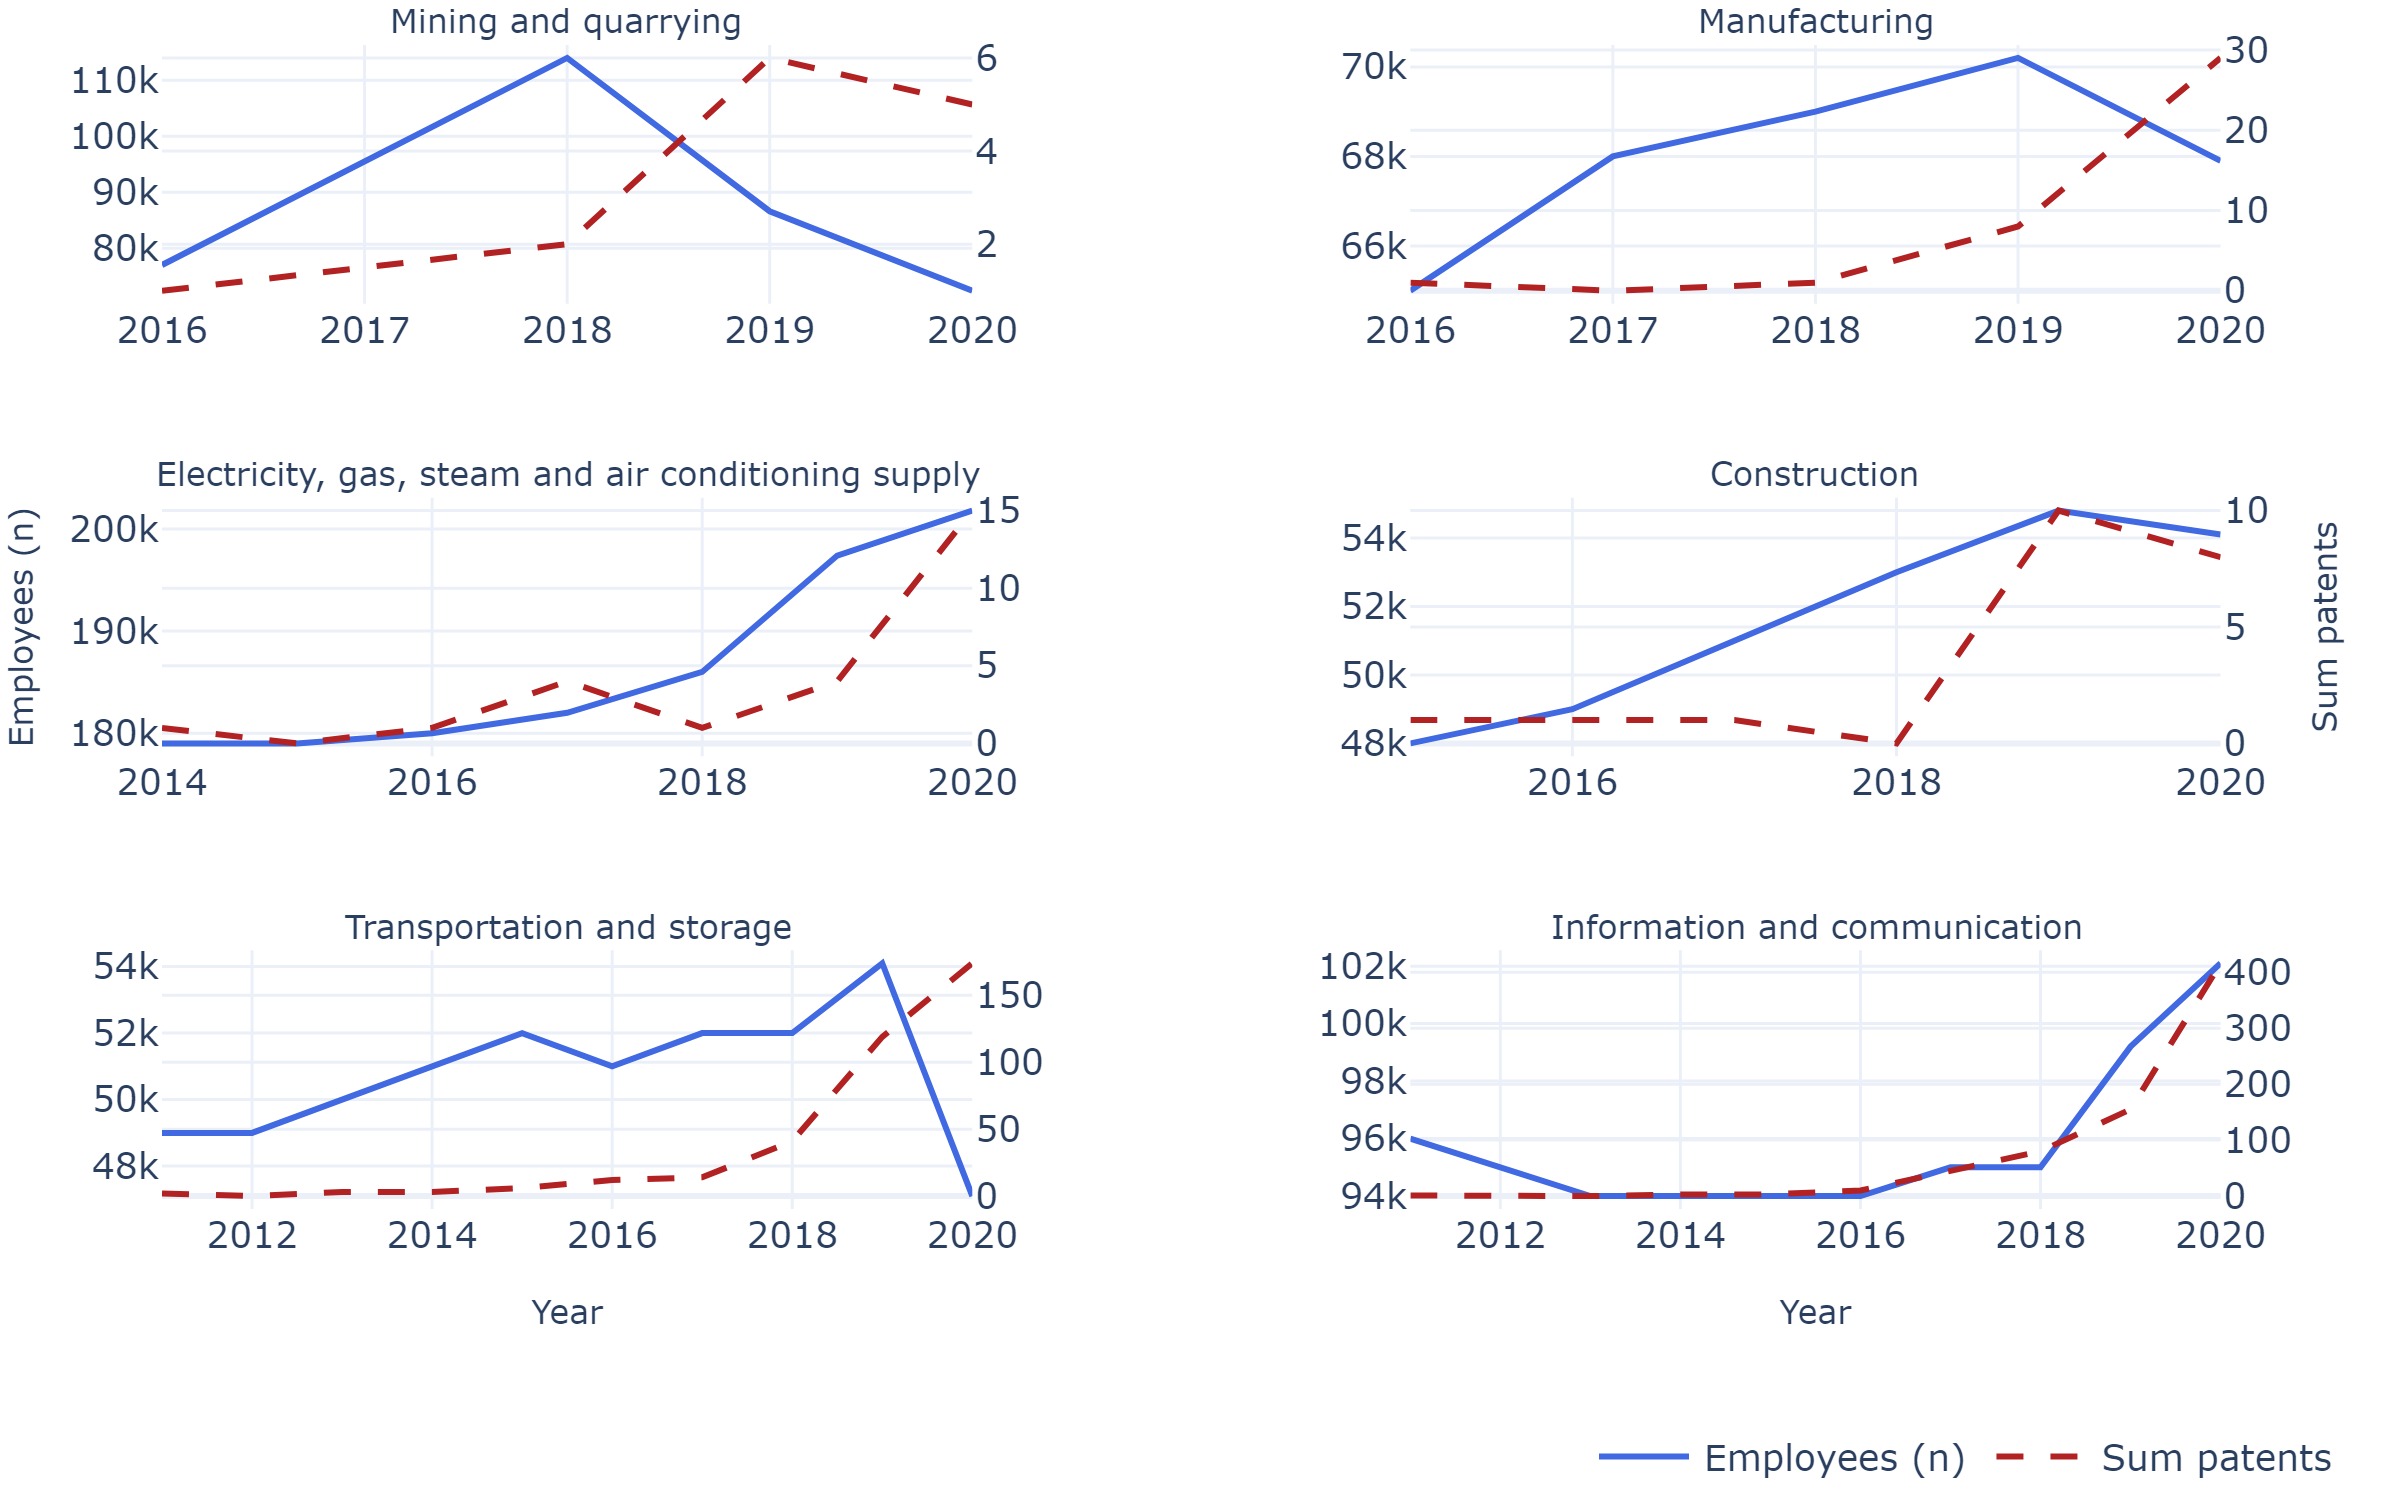 Mining and quarrying
110k
100k
90k
80k
6
4
2
2016 2017 2018 2019 2020
Manufacturing
70k
68k
66k
30
20
10
0
2016 2017 2018 2019 2020
Employees (n)
Electricity, gas, steam and air conditioning supply
200k
190k
180k
15
10
5
0
2014 2016 2018 2020
Construction
54k
52k
50k
48k
10
5
0
2016 2018 2020
Sum patents
Transportation and storage
54k
52k
50k
48k
150
100
50
0
2012 2014 2016 2018 2020
Year
Information and communication
102k
100k
98k
96k
94k
400
300
200
100
0
2012 2014 2016 2018 2020
Year
Employees (n) Sum patents